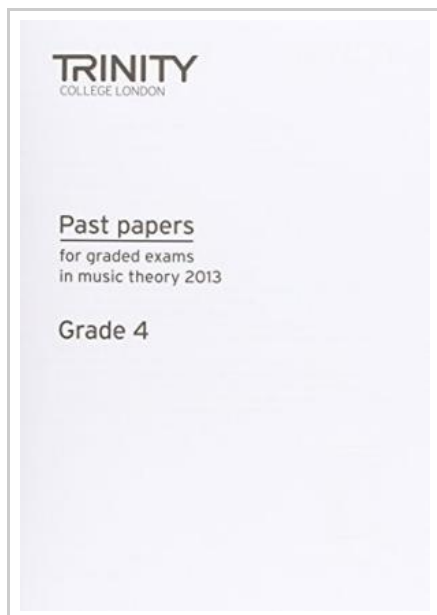 TRINITY
COLLEGE LONDON
Past papers
for graded exams
in music theory 2013
Grade 4